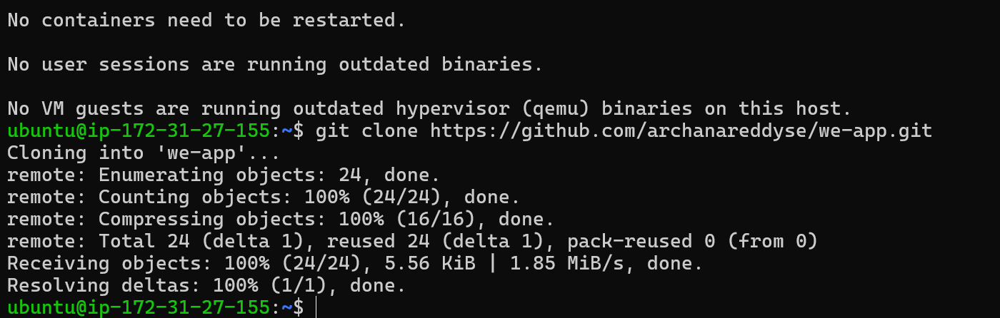 No containers need to be restarted.
No user sessions are running outdated binaries.
No VM guests are running outdated hypervisor (qemu) binaries on this host.
ubuntu@ip-172-31-27-155:~$ git clone https://github.com/archanareddyse/we-app.git
Cloning into 'we-app'...
remote: Enumerating objects: 24, done.
remote: Counting objects: 100% (24/24), done.
remote: Compressing objects: 100% (16/16), done.
remote: Total 24 (delta 1), reused 24 (delta 1), pack-reused 0 (from 0)
Receiving objects: 100% (24/24), 5.56 KiB | 1.85 MiB/s, done.
Resolving deltas: 100% (1/1), done.
ubuntu@ip-172-31-27-155:~$